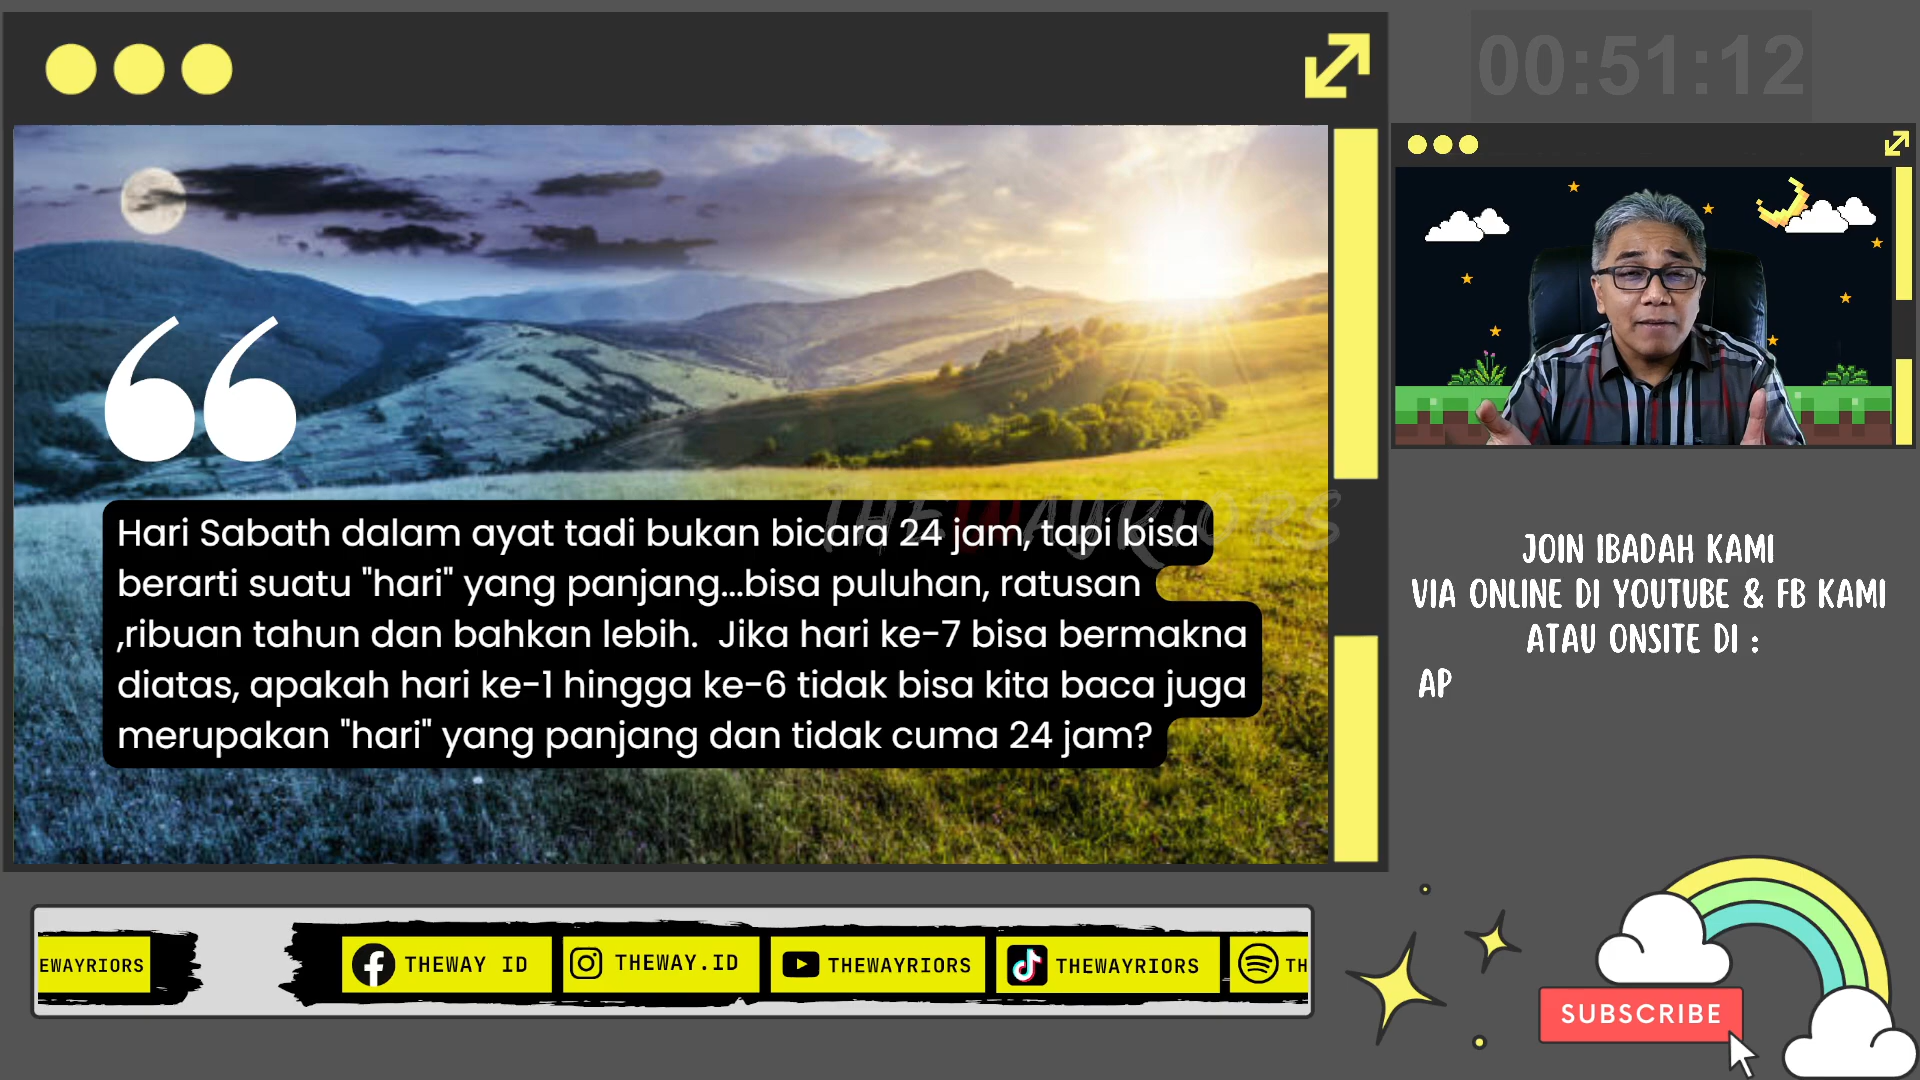 00:51:12
Hari Sabath dalam ayat tadi bukan bicara 24 jam, tapi bisa
berarti suatu "hari" yang panjang...bisa puluhan, ratusan
,ribuan tahun dan bahkan lebih.  Jika hari ke-7 bisa bermakna
diatas, apakah hari ke-1 hingga ke-6 tidak bisa kita baca juga
merupakan "hari" yang panjang dan tidak cuma 24 jam?
THEWAYRIORS
JOIN IBADAH KAMI
VIA ONLINE DI YOUTUBE & FB KAMI
ATAU ONSITE DI :
AP
EWAYRIORS
THEWAY ID
THEWAY.ID
THEWAYRIORS
THEWAYRIORS
TH
SUBSCRIBE